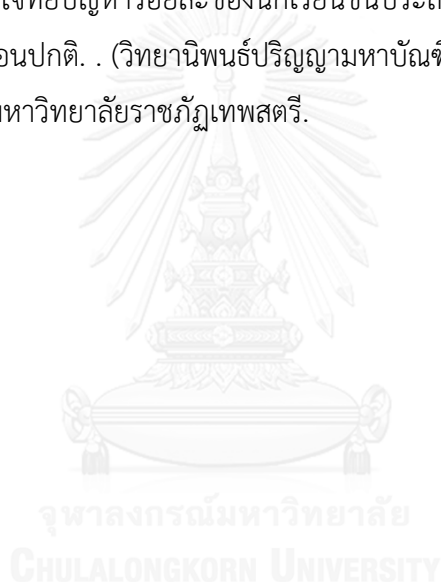 จทยปญหารอยละของนักเรียนชั้นประถ
อนปกติ. . (วิทยานิพนธ์ปริญญามหาบัณฑิ
มหาวิทยาลัยราชภัฏเทพสตรี.
จุฬาลงกรณ์มหาวิทยาลัย
CHULALONGKORN UNIVERSITY